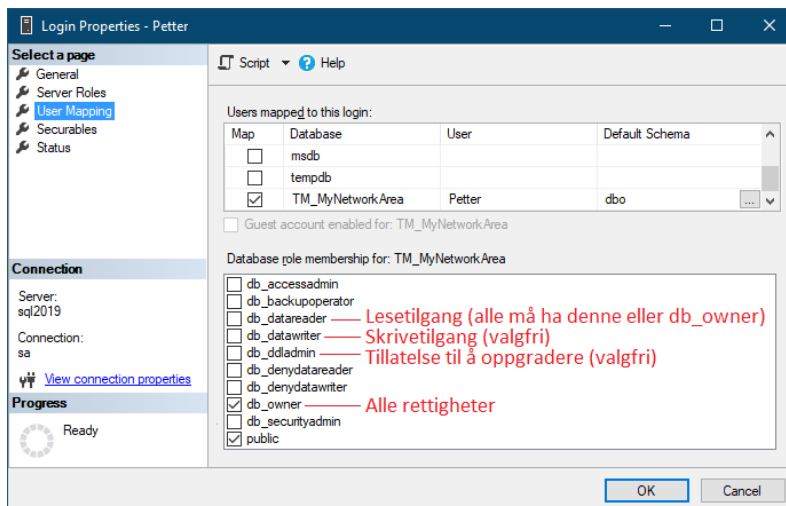 Login Properties - Petter
Select a page
General
Server Roles
User Mapping
Securables
Status
Connection
Server:
sql2019
Connection:
sa
View connection properties
Progress
Ready
Script
Help
Users mapped to this login:
Map Database User Default Schema
msdb
tempdb
TM_MyNetworkArea Petter dbo ...
Guest account enabled for: TM_MyNetworkArea
Database role membership for: TM_MyNetworkArea
db_accessadmin
db_backupoperator
db_datareader Lesetilgang (alle må ha denne eller db_owner)
db_datawriter Skrivetilgang (valgfri)
db_ddladmin Tillatelse til å oppgradere (valgfri)
db_denydatareader
db_denydatawriter
db_owner Alle rettigheter
db_securityadmin
public
OK Cancel